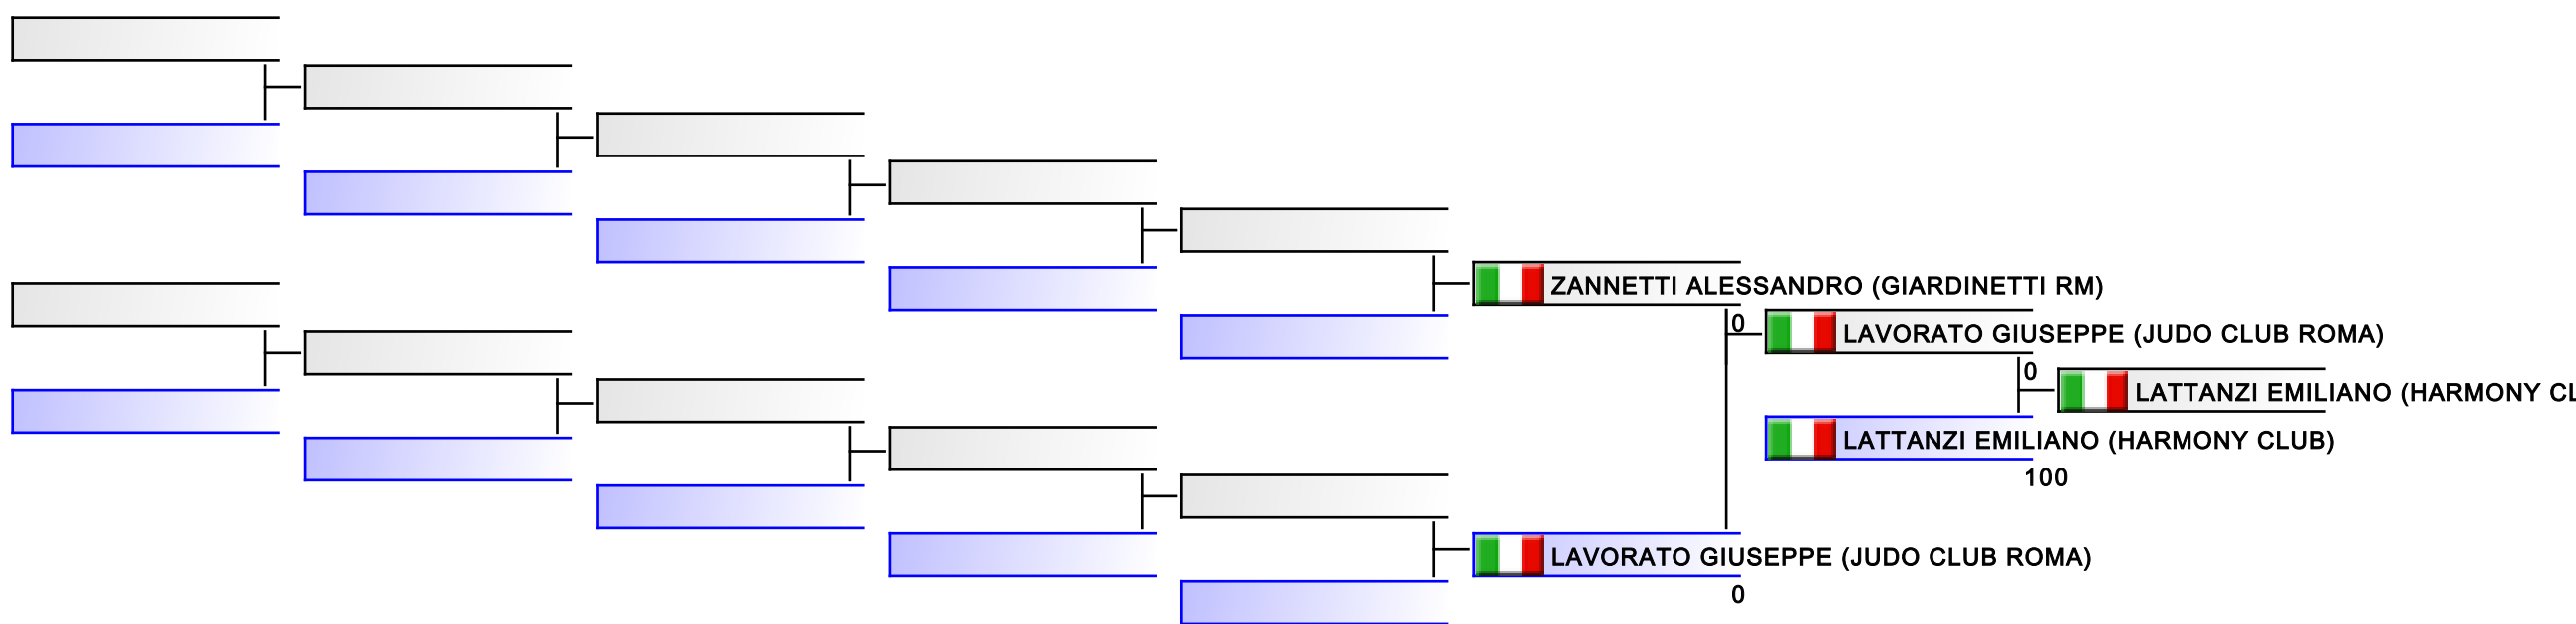 ZANNETTI ALESSANDRO (GIARDINETTI RM)
0
LAVORATO GIUSEPPE (JUDO CLUB ROMA)
0
LATTANZI EMILIANO (HARMONY CL
LATTANZI EMILIANO (HARMONY CLUB)
100
LAVORATO GIUSEPPE (JUDO CLUB ROMA)
0